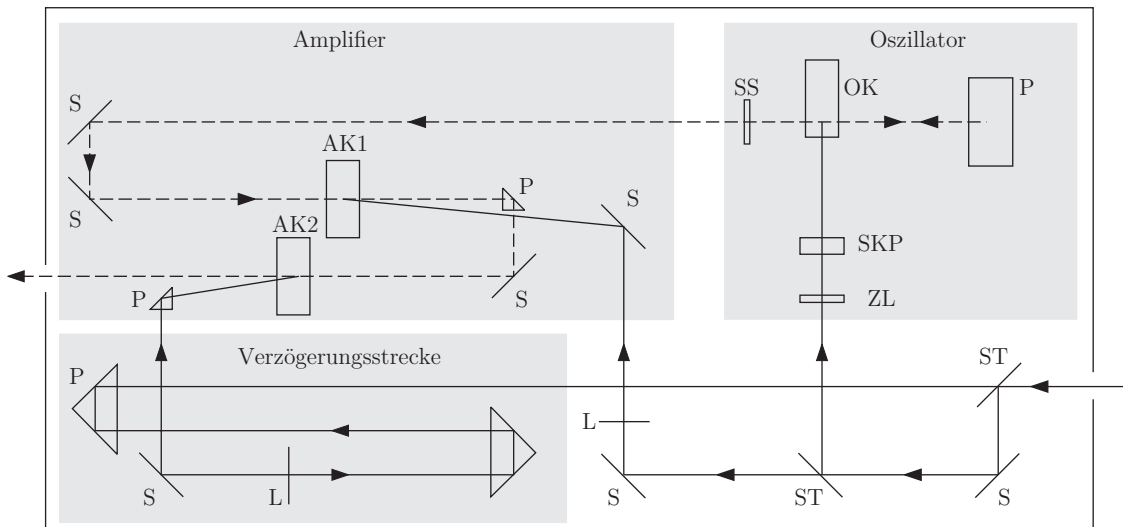 Amplifier
Oszillator
S
SS
OK
P
AK1
P
S
S
AK2
SKP
P
S
ZL
Verzögerungsstrecke
ST
P
L
S
L
S
ST
S